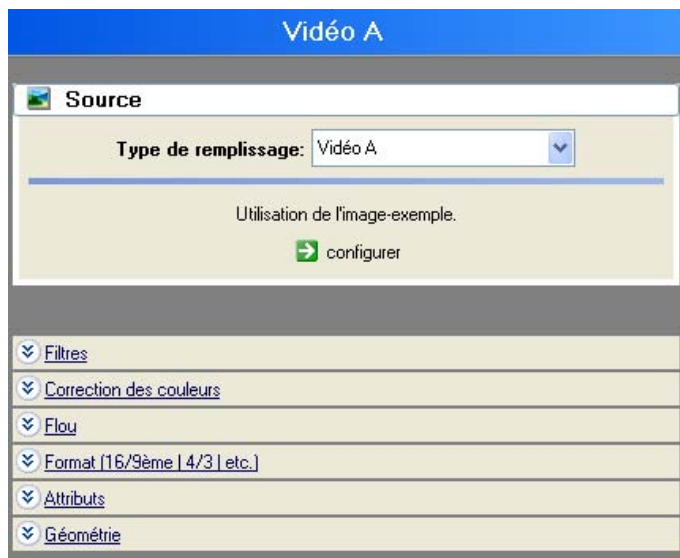 Vidéo A
Source
Type de remplissage: Vidéo A
Utilisation de l'image-exemple.
configurer
Filtres
Correction des couleurs
Flou
Format (16/9ème | 4/3 | etc.)
Attributs
Géométrie